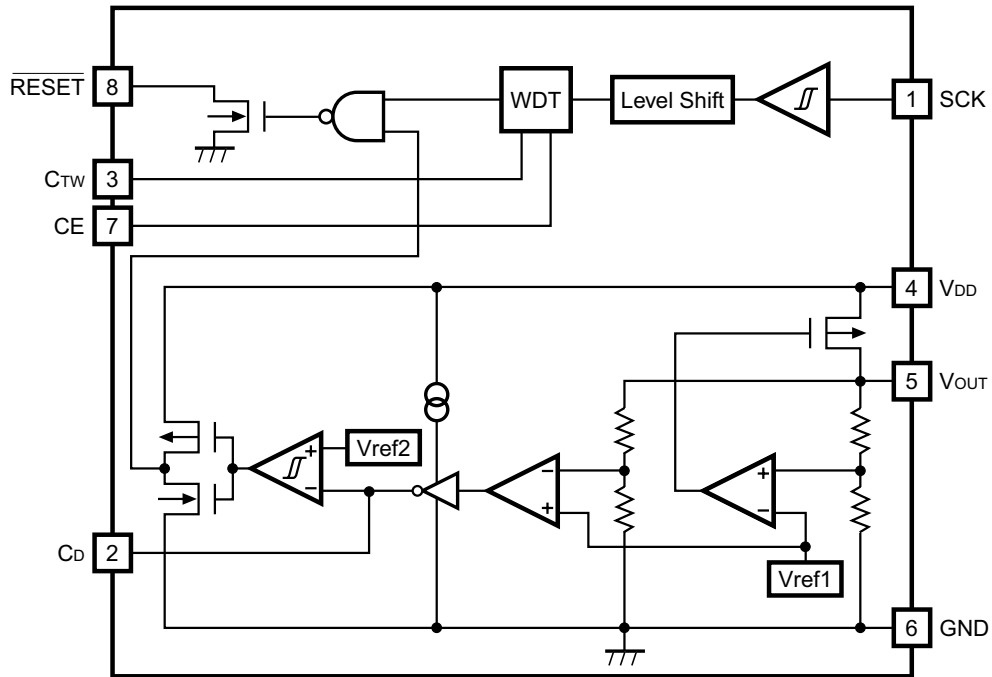 RESET 8
WDT
Level Shift
1 SCK
CTW 3
CE 7
4 VDD
5 VOUT
Vref2
+
−
−
+
+
−
CD 2
Vref1
6 GND